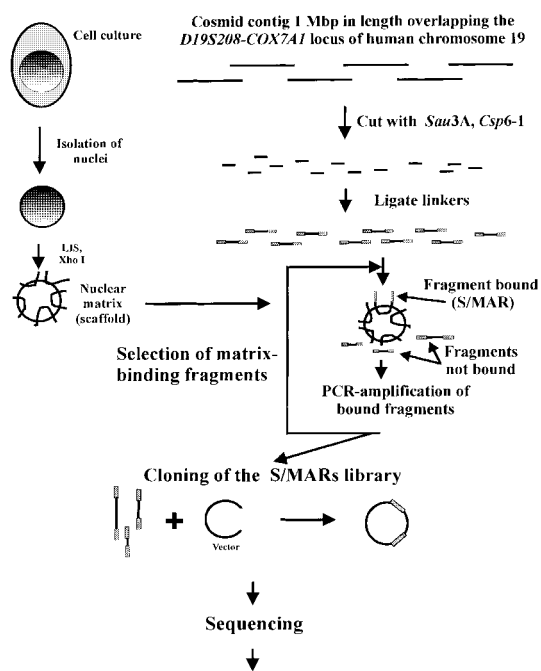 Cell culture
Cosmid contig 1 Mbp in length overlapping the
D19S208-COX7A1 locus of human chromosome 19
Cut with Sau3A, Csp6-1
Isolation of
nuclei
Ligate linkers
LIS,
Xho I
Nuclear
matrix
(scaffold)
Fragment bound
(S/MAR)
Selection of matrix-
binding fragments
Fragments
not bound
PCR-amplification of
bound fragments
Cloning of the S/MARs library
+
Vector
Sequencing